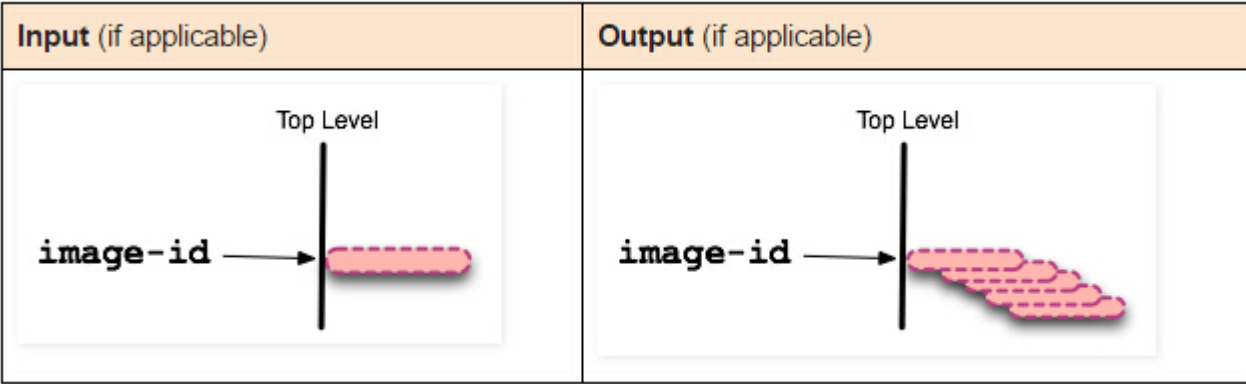 Input (if applicable)
Output (if applicable)
Top Level
image-id
Top Level
image-id